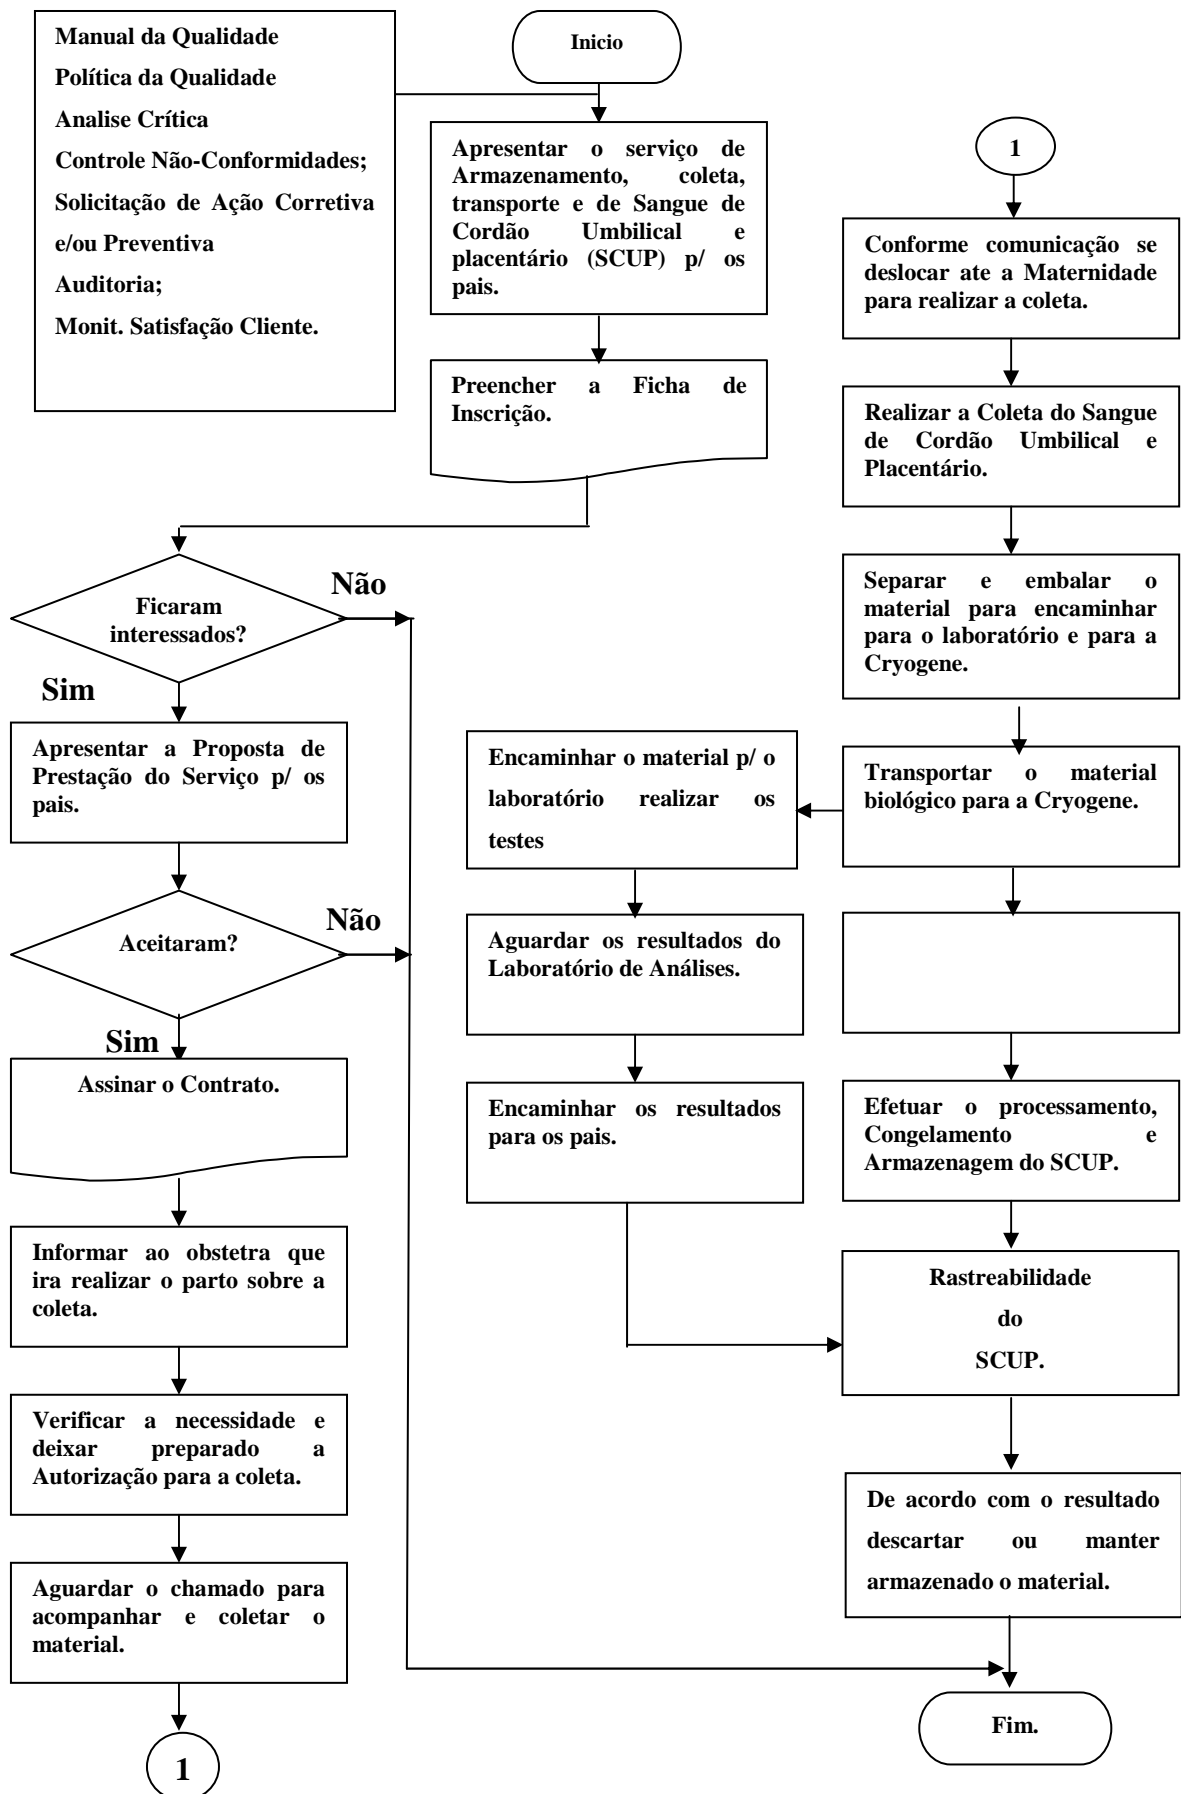 Manual da Qualidade
Política da Qualidade
Analise Crítica
Controle Não-Conformidades;
Solicitação de Ação Corretiva
e/ou Preventiva
Auditoria;
Monit. Satisfação Cliente.
Inicio
Apresentar o serviço de
Armazenamento, coleta,
transporte e de Sangue de
Cordão Umbilical e
placentário (SCUP) p/ os
pais.
Preencher a Ficha de
Inscrição.
Ficaram
interessados?
Não
Sim
Apresentar a Proposta de
Prestação do Serviço p/ os
pais.
Aceitaram?
Não
Sim
Assinar o Contrato.
Informar ao obstetra que
ira realizar o parto sobre a
coleta.
Verificar a necessidade e
deixar preparado a
Autorização para a coleta.
Aguardar o chamado para
acompanhar e coletar o
material.
1
1
Conforme comunicação se
deslocar ate a Maternidade
para realizar a coleta.
Realizar a Coleta do Sangue
de Cordão Umbilical e
Placentário.
Separar e embalar o
material para encaminhar
para o laboratório e para a
Cryogene.
Transportar o material
biológico para a Cryogene.
Encaminhar o material p/ o
laboratório realizar os
testes
Aguardar os resultados do
Laboratório de Análises.
Encaminhar os resultados
para os pais.
Efetuar o processamento,
Congelamento e
Armazenagem do SCUP.
Rastreabilidade
do
SCUP.
De acordo com o resultado
descartar ou manter
armazenado o material.
Fim.